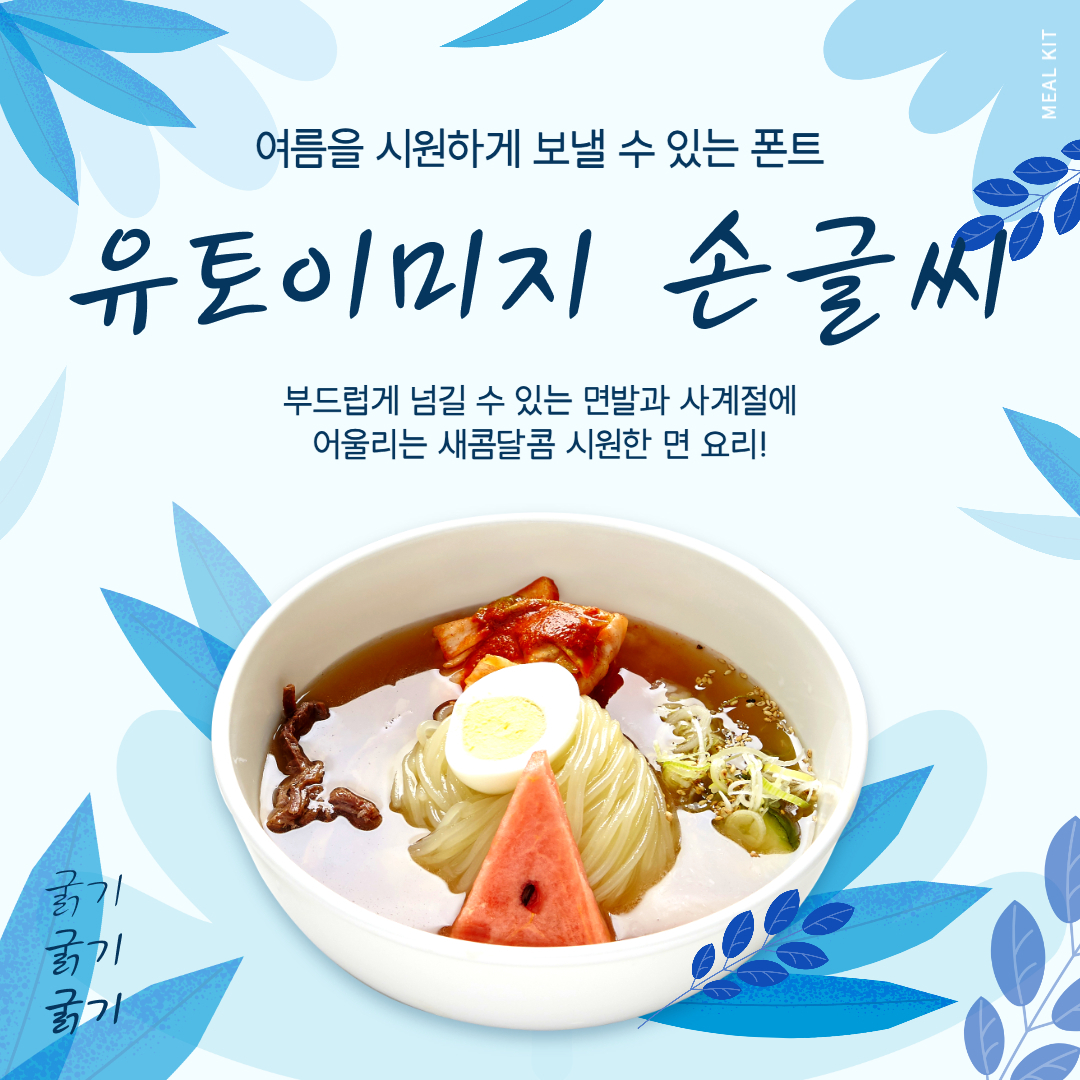 MEAL KIT
여름을 시원하게 보낼 수 있는 폰트
유토이미지 손글씨
부드럽게 넘길 수 있는 면발과 사계절에
어울리는 새콤달콤 시원한 면 요리!
굵기
굵기
굵기